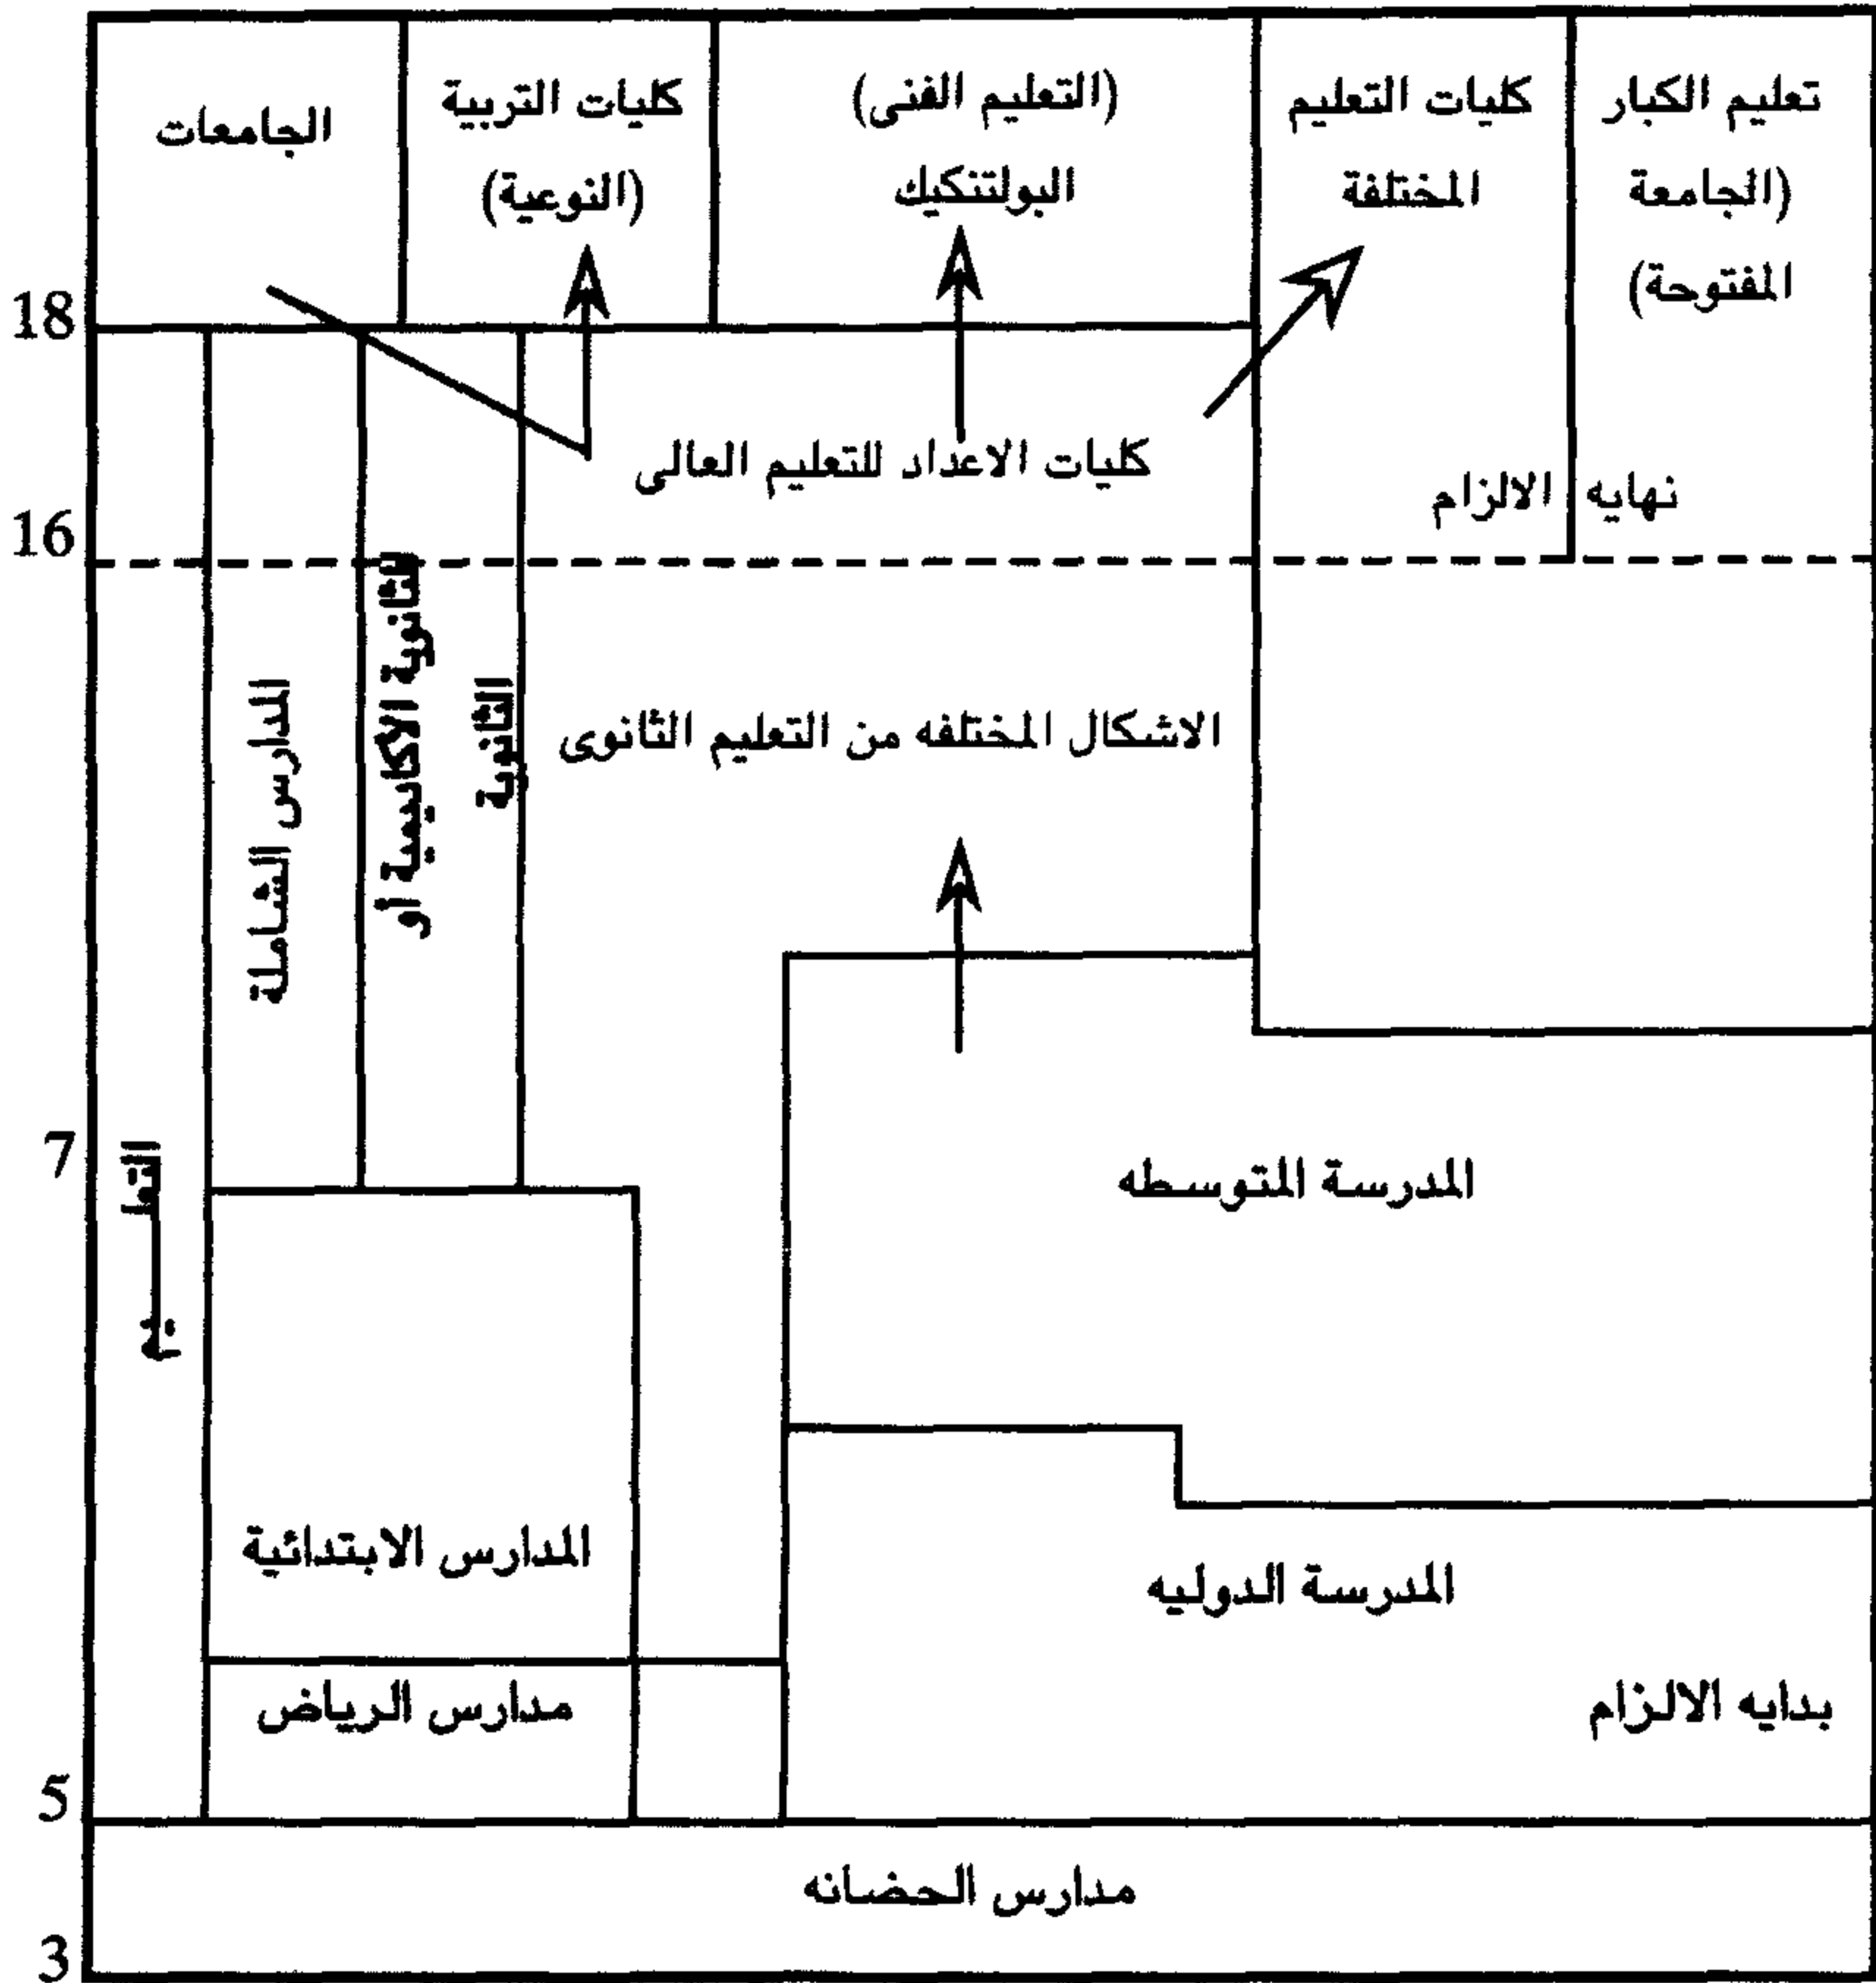 تعليم الكبار
(الجامعة
المفتوحة)
كليات التعليم
المختلفة
(التعليم الفنى)
البولتنكيك
كليات التربية
(النوعية)
الجامعات
18
كليات الاعداد للتعليم العالى
نهايه الالزام
16
الاشكال المختلفه من التعليم الثانوى
الثانوية
الثانوية الاكاديمية أو
المدارس الشاملة
7
المدرسة المتوسطه
المدارس الابتدائية
المدرسة الدوليه
مدارس الرياض
بدايه الالزام
5
مدارس الحضانه
3